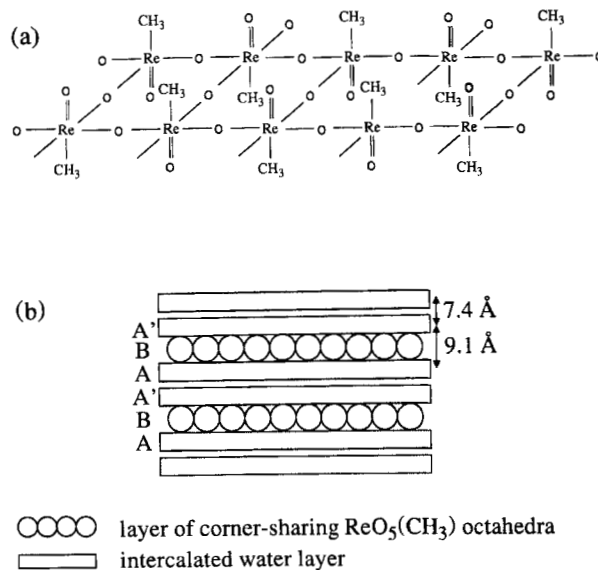 (a)
CH₃ O O CH₃ O O CH₃
O Re O Re O Re O Re O Re O
O O O CH₃ O CH₃ O O CH₃ CH₃ O O
O Re O Re O Re O Re O Re O
CH₃ O CH₃ O CH₃
(b)
7.4 Å
A'
B 9.1 Å
A
A'
B
A
layer of corner-sharing ReO₅(CH₃) octahedra
intercalated water layer